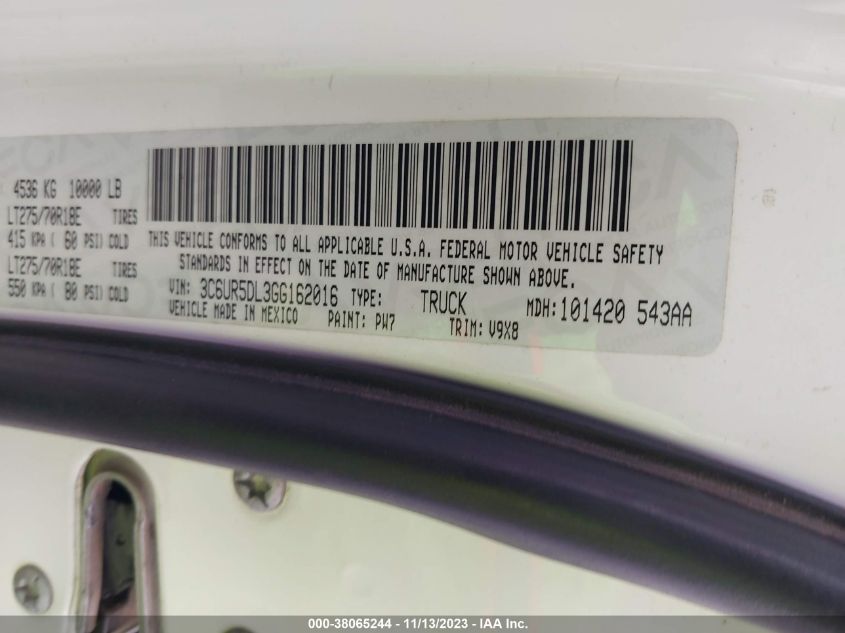 4536 KG 10000 LB
LT275/70R18E TIRES
415 KPA ( 60 PSI) COLD
LT275/70R18E TIRES
550 KPA ( 80 PSI) COLD
THIS VEHICLE CONFORMS TO ALL APPLICABLE U.S.A. FEDERAL MOTOR VEHICLE SAFETY
STANDARDS IN EFFECT ON THE DATE OF MANUFACTURE SHOWN ABOVE.
VIN: 3C6UR5DL3GG162016 TYPE: TRUCK MDH: 101420 543AA
VEHICLE MADE IN MEXICO PAINT: PW7 TRIM: V9X8
000-38065244 - 11/13/2023 - IAA Inc.